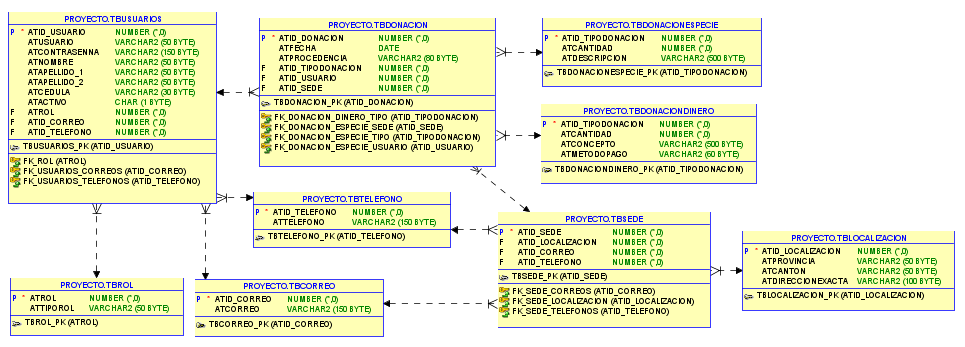 PROYECTO.TBUSUARIOS
P * ATID_USUARIO NUMBER (*,0)
ATUSUARIO VARCHAR2 (50 BYTE)
ATCONTRASENNA VARCHAR2 (150 BYTE)
ATNOMBRE VARCHAR2 (50 BYTE)
ATAPELLIDO_1 VARCHAR2 (50 BYTE)
ATAPELLIDO_2 VARCHAR2 (50 BYTE)
ATCEDULA VARCHAR2 (30 BYTE)
ATACTIVO CHAR (1 BYTE)
F ATROL NUMBER (*,0)
F ATID_CORREO NUMBER (*,0)
F ATID_TELEFONO NUMBER (*,0)
TBUSUARIOS_PK (ATID_USUARIO)
FK_ROL (ATROL)
FK_USUARIOS_CORREOS (ATID_CORREO)
FK_USUARIOS_TELEFONOS (ATID_TELEFONO)
PROYECTO.TBDONACION
P * ATID_DONACION NUMBER (*,0)
ATFECHA DATE
ATPROCEDENCIA VARCHAR2 (60 BYTE)
F ATID_TIPODONACION NUMBER (*,0)
F ATID_USUARIO NUMBER (*,0)
F ATID_SEDE NUMBER (*,0)
TBDONACION_PK (ATID_DONACION)
FK_DONACION_DINERO_TIPO (ATID_TIPODONACION)
FK_DONACION_ESPECIE_SEDE (ATID_SEDE)
FK_DONACION_ESPECIE_TIPO (ATID_TIPODONACION)
FK_DONACION_ESPECIE_USUARIO (ATID_USUARIO)
PROYECTO.TBDONACIONESPECIE
P * ATID_TIPODONACION NUMBER (*,0)
ATCANTIDAD NUMBER (*,0)
ATDESCRIPCION VARCHAR2 (500 BYTE)
TBDONACIONESPECIE_PK (ATID_TIPODONACION)
PROYECTO.TBDONACIONDINERO
P * ATID_TIPODONACION NUMBER (*,0)
ATCANTIDAD NUMBER (*,0)
ATCONCEPTO VARCHAR2 (500 BYTE)
ATMETODOPAGO VARCHAR2 (60 BYTE)
TBDONACIONDINERO_PK (ATID_TIPODONACION)
PROYECTO.TBTELEFONO
P * ATID_TELEFONO NUMBER (*,0)
ATTELEFONO VARCHAR2 (150 BYTE)
TBTELEFONO_PK (ATID_TELEFONO)
PROYECTO.TBSEDE
P * ATID_SEDE NUMBER (*,0)
F ATID_LOCALIZACION NUMBER (*,0)
F ATID_CORREO NUMBER (*,0)
F ATID_TELEFONO NUMBER (*,0)
TBSEDE_PK (ATID_SEDE)
FK_SEDE_CORREOS (ATID_CORREO)
FK_SEDE_LOCALIZACION (ATID_LOCALIZACION)
FK_SEDE_TELEFONOS (ATID_TELEFONO)
PROYECTO.TBLOCALIZACION
P * ATID_LOCALIZACION NUMBER (*,0)
ATPROVINCIA VARCHAR2 (50 BYTE)
ATCANTON VARCHAR2 (50 BYTE)
ATDIRECCIONEXACTA VARCHAR2 (100 BYTE)
TBLOCALIZACION_PK (ATID_LOCALIZACION)
PROYECTO.TBROL
P * ATROL NUMBER (*,0)
ATTIPOROL VARCHAR2 (50 BYTE)
TBROL_PK (ATROL)
PROYECTO.TBCORREO
P * ATID_CORREO NUMBER (*,0)
ATCORREO VARCHAR2 (150 BYTE)
TBCORREO_PK (ATID_CORREO)